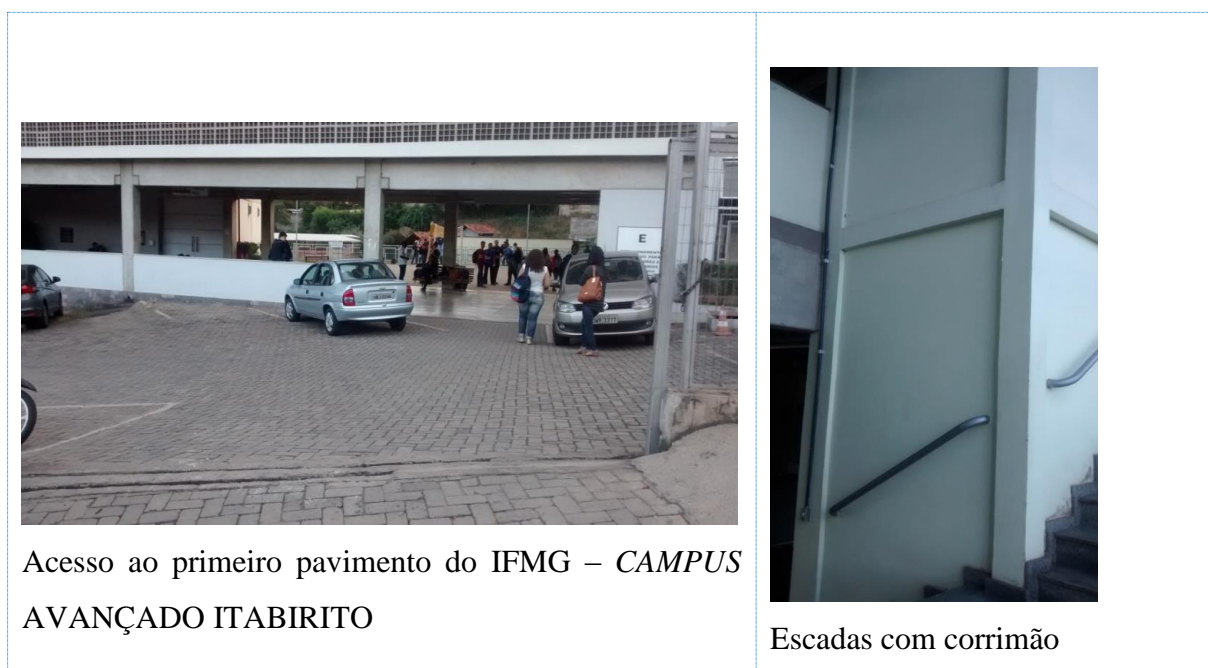 E
Acesso ao primeiro pavimento do IFMG – CAMPUS
AVANÇADO ITABIRITO
Escadas com corrimão